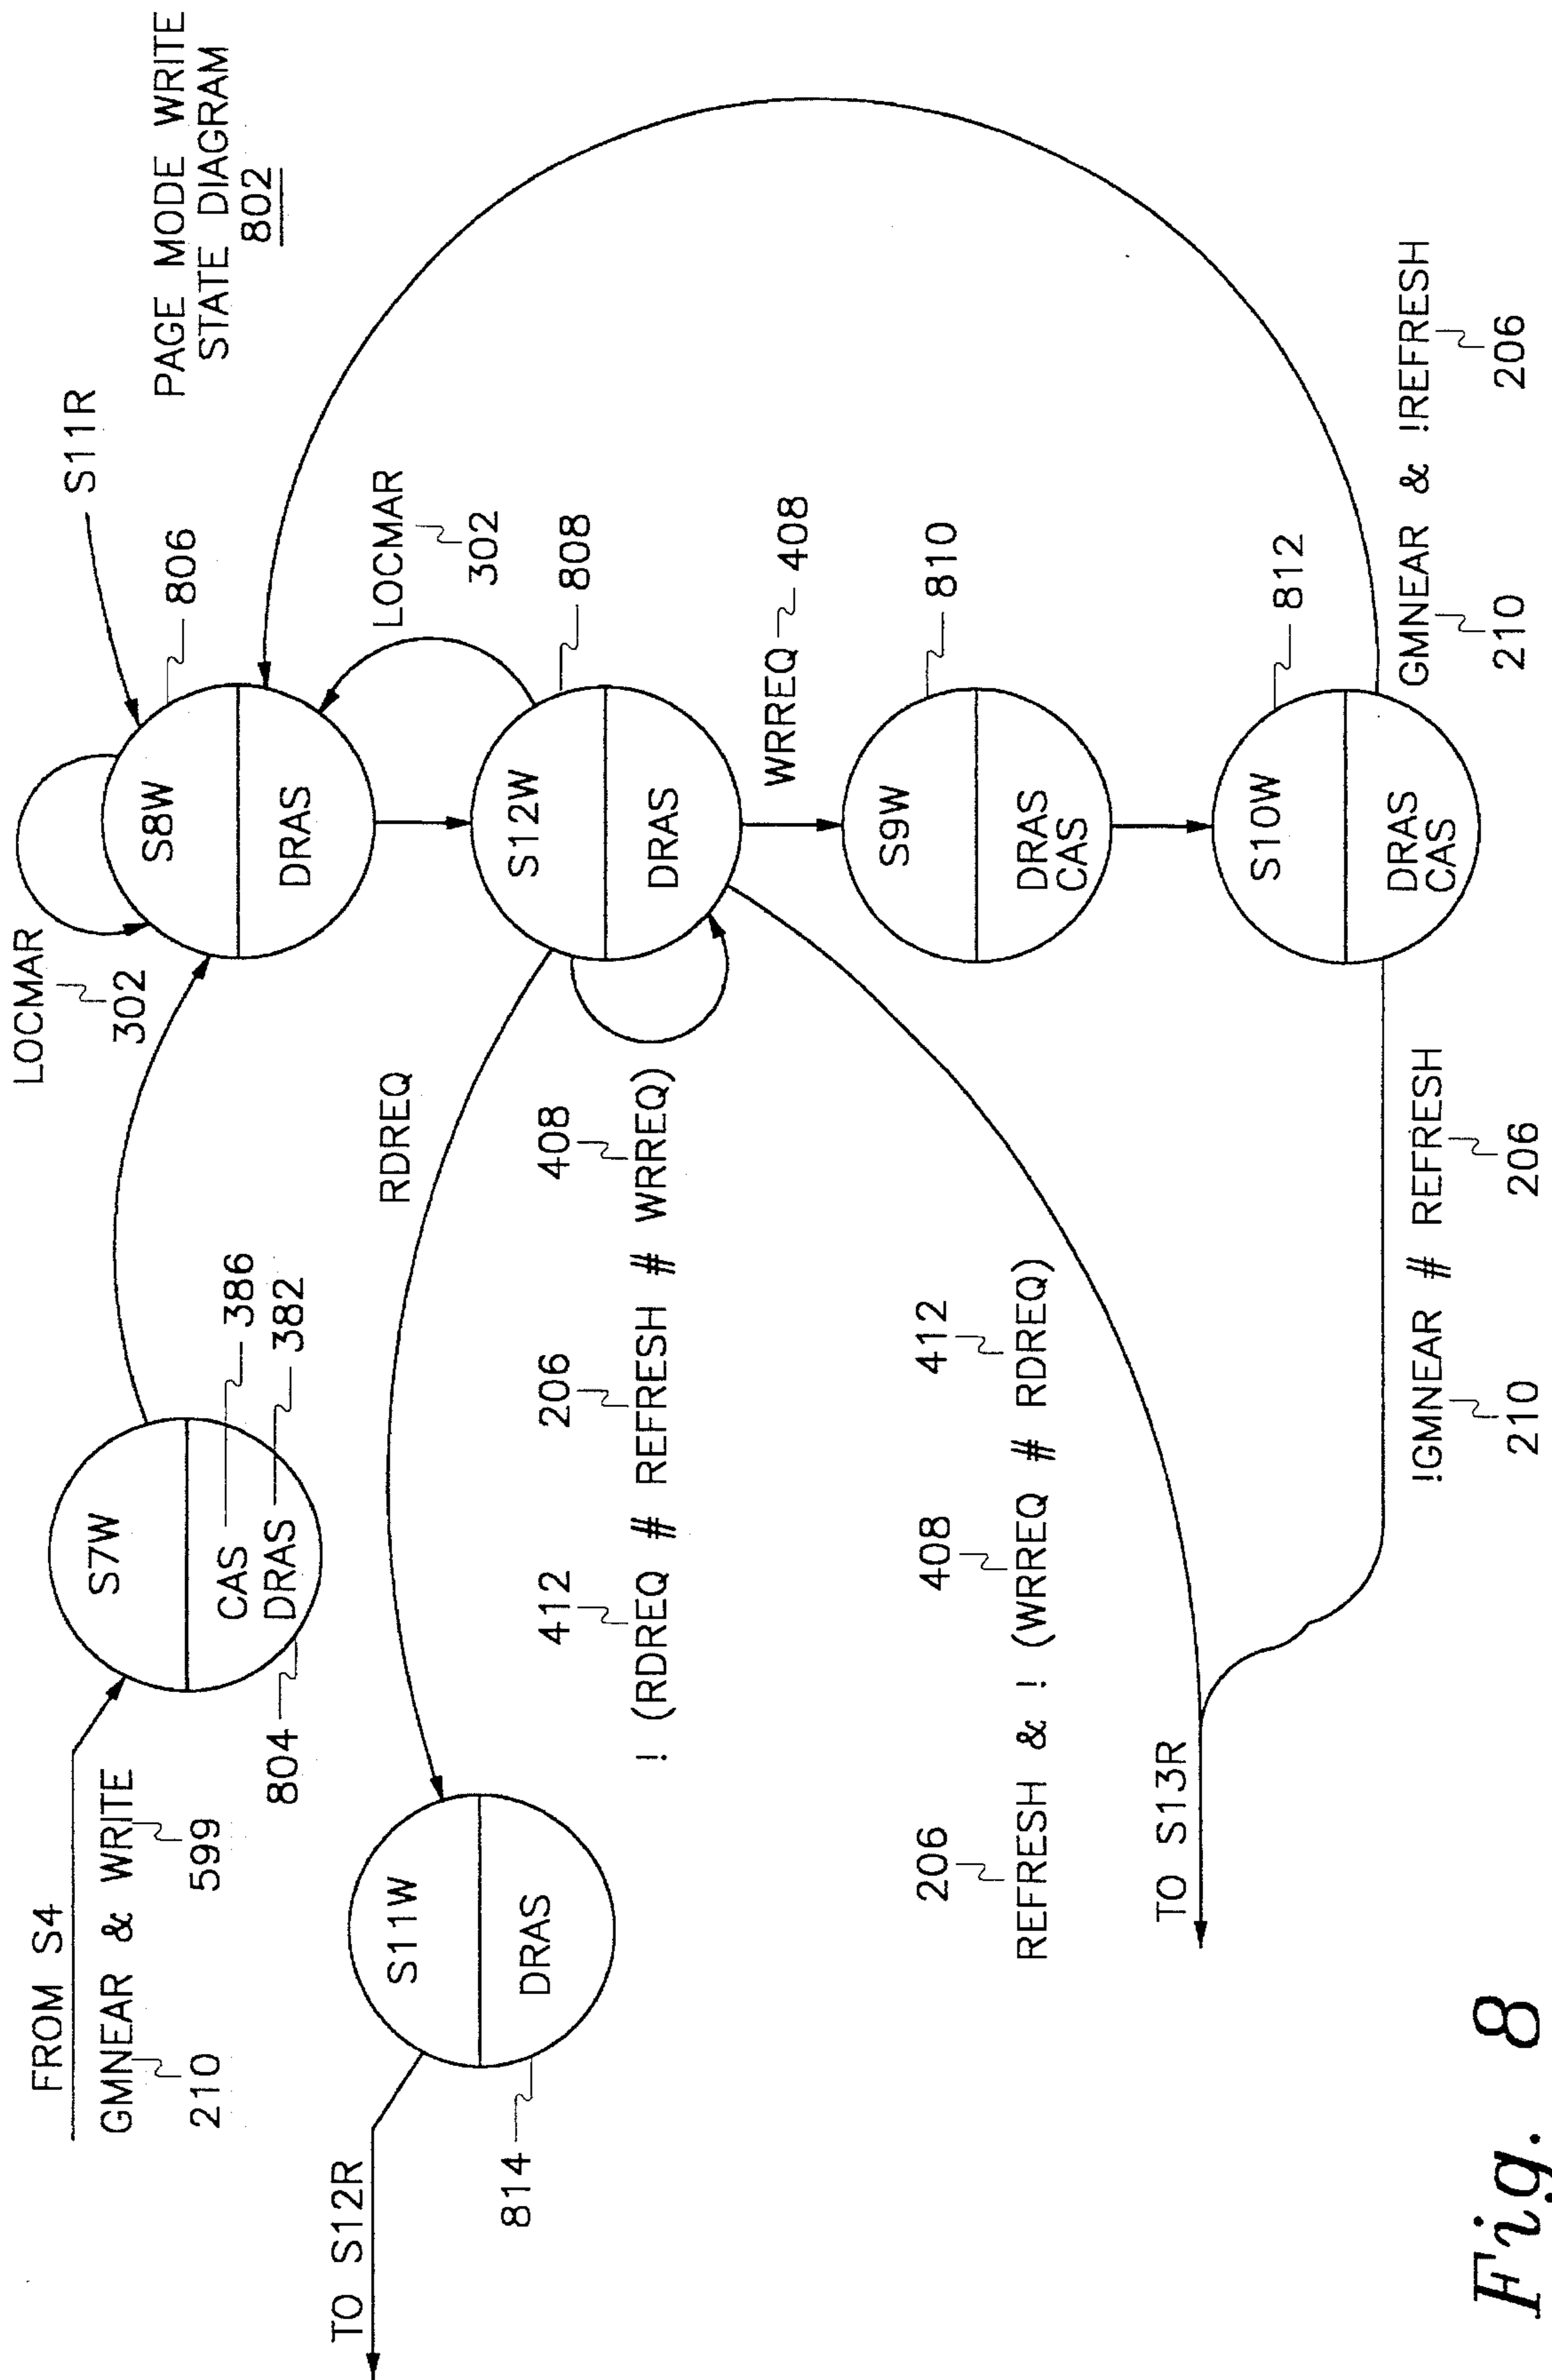 PAGE MODE WRITE
STATE DIAGRAM
802
FROM S4
GMNEAR & WRITE
210
599
S7W
CAS
DRAS
386
382
804
LOCMAR
302
S8W
DRAS
806
S11R
TO S12R
S11W
DRAS
814
RDREQ
LOCMAR
302
S12W
DRAS
808
412
206
408
! (RDREQ # REFRESH # WRREQ)
WRREQ
408
S9W
DRAS
CAS
810
206
408
412
REFRESH & ! (WRREQ # RDREQ)
TO S13R
S10W
DRAS
CAS
812
!GMNEAR # REFRESH
210
206
GMNEAR & !REFRESH
210
206
Fig. 8